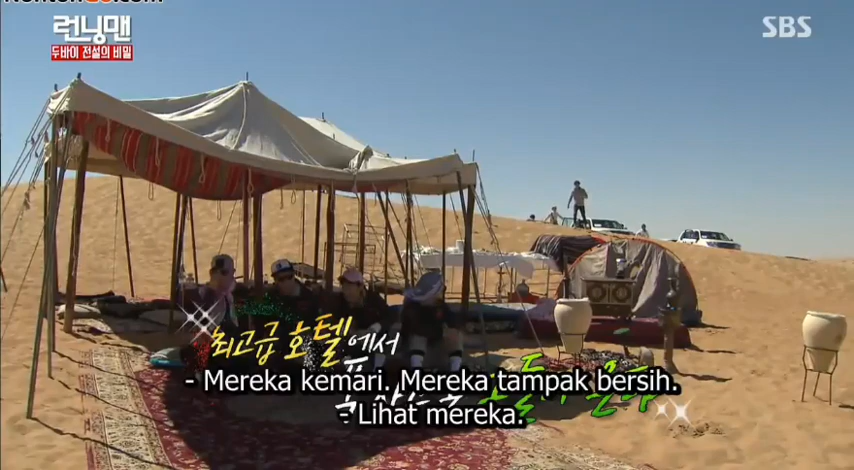 런닝맨
두바이 전설의 비밀
SBS
최고급 호텔에서
- Mereka kemari. Mereka tampak bersih.
- Lihat mereka.